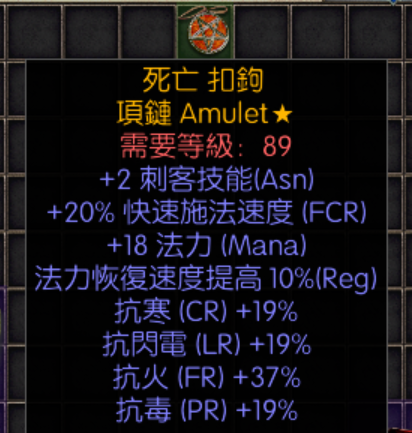 死亡 扣鉤
項鏈 Amulet★
需要等級: 89
+2 刺客技能(Asn)
+20% 快速施法速度 (FCR)
+18 法力 (Mana)
法力恢復速度提高 10%(Reg)
抗寒 (CR) +19%
抗閃電 (LR) +19%
抗火 (FR) +37%
抗毒 (PR) +19%